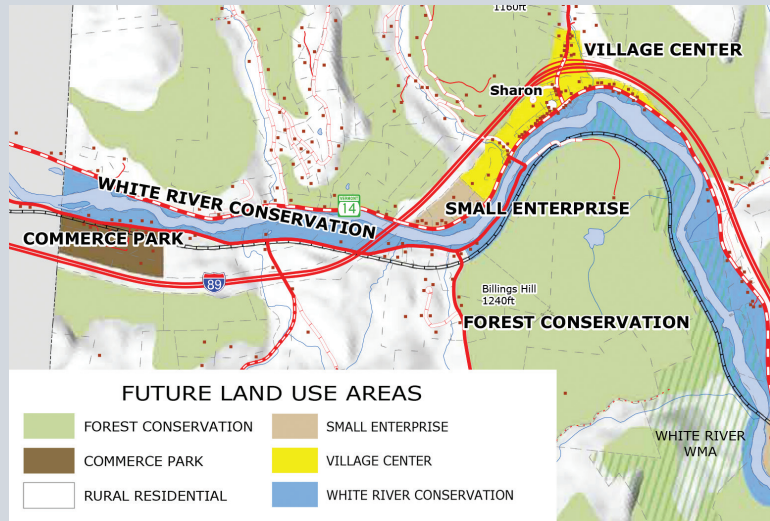 1160ft
VILLAGE CENTER
Sharon
WHITE RIVER CONSERVATION
VERMONT
14
SMALL ENTERPRISE
COMMERCE PARK
89
Billings Hill
1240ft
FOREST CONSERVATION
WHITE RIVER
WMA
FUTURE LAND USE AREAS
FOREST CONSERVATION
SMALL ENTERPRISE
COMMERCE PARK
VILLAGE CENTER
RURAL RESIDENTIAL
WHITE RIVER CONSERVATION